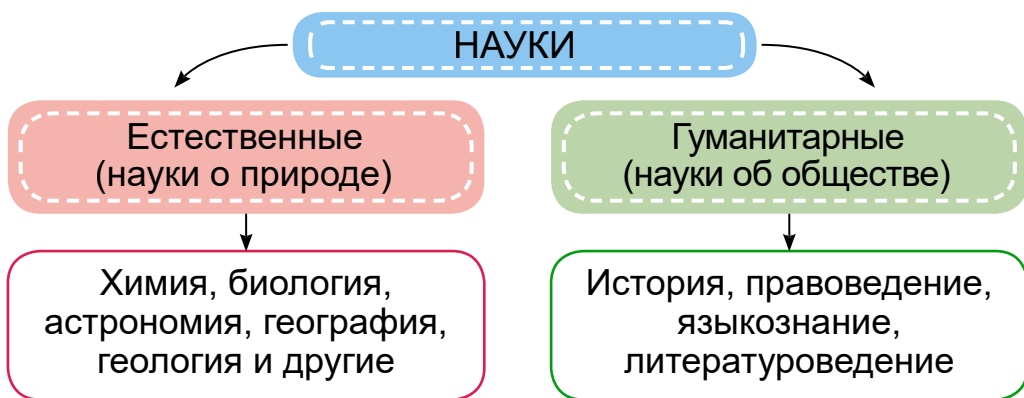 НАУКИ
Естественные
(науки о природе)
Гуманитарные
(науки об обществе)
Химия, биология,
астрономия, география,
геология и другие
История, правоведение,
языкознание,
литературоведение